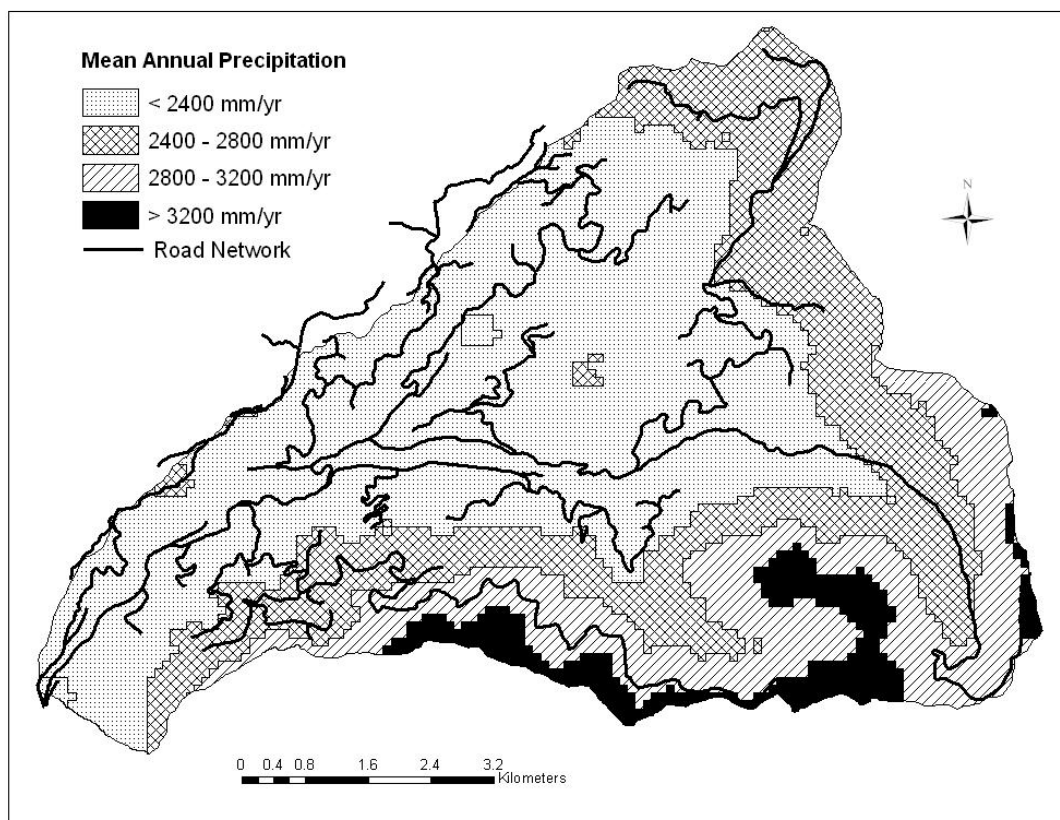 Mean Annual Precipitation
< 2400 mm/yr
2400 - 2800 mm/yr
2800 - 3200 mm/yr
> 3200 mm/yr
Road Network
N
0 0.4 0.8 1.6 2.4 3.2
Kilometers